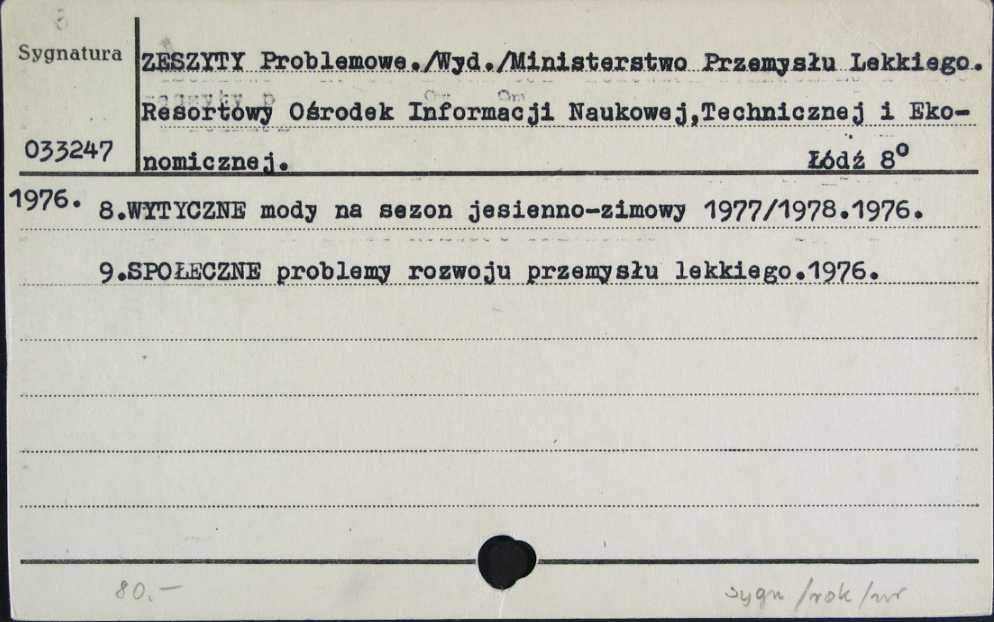 Sygnatura
ZESZYTY Problemowe./Wyd./Ministerstwo Przemysłu Lekkiego.
Resortowy Ośrodek Informacji Naukowej,Technicznej i Eko-
033247
nomicznej. Łódź 8°
1976. 8.WYTYCZNE mody na sezon jesienno-zimowy 1977/1978.1976.
9.SPOŁECZNE problemy rozwoju przemysłu lekkiego.1976.
80.- sygn/rok/nr